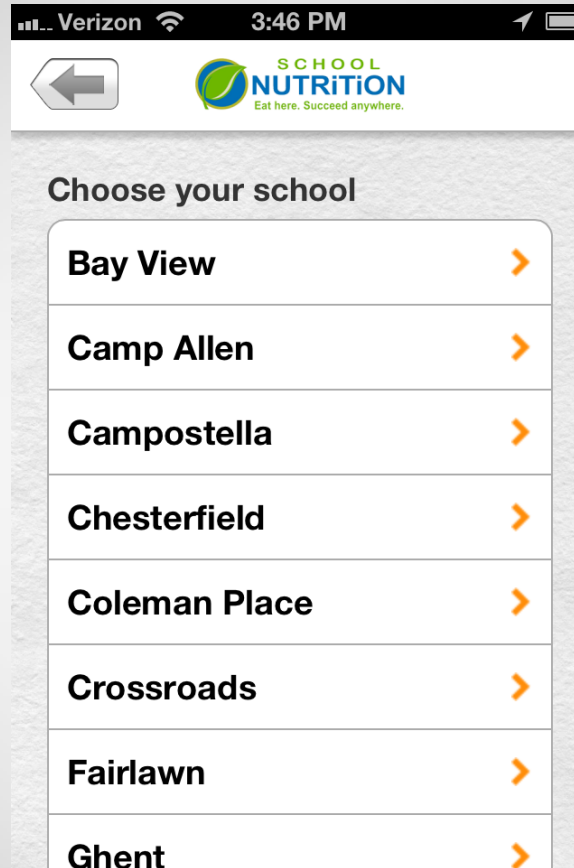 Verizon 3:46 PM
SCHOOL
NUTRiTiON
Eat here. Succeed anywhere.
Choose your school
Bay View
Camp Allen
Campostella
Chesterfield
Coleman Place
Crossroads
Fairlawn
Ghent